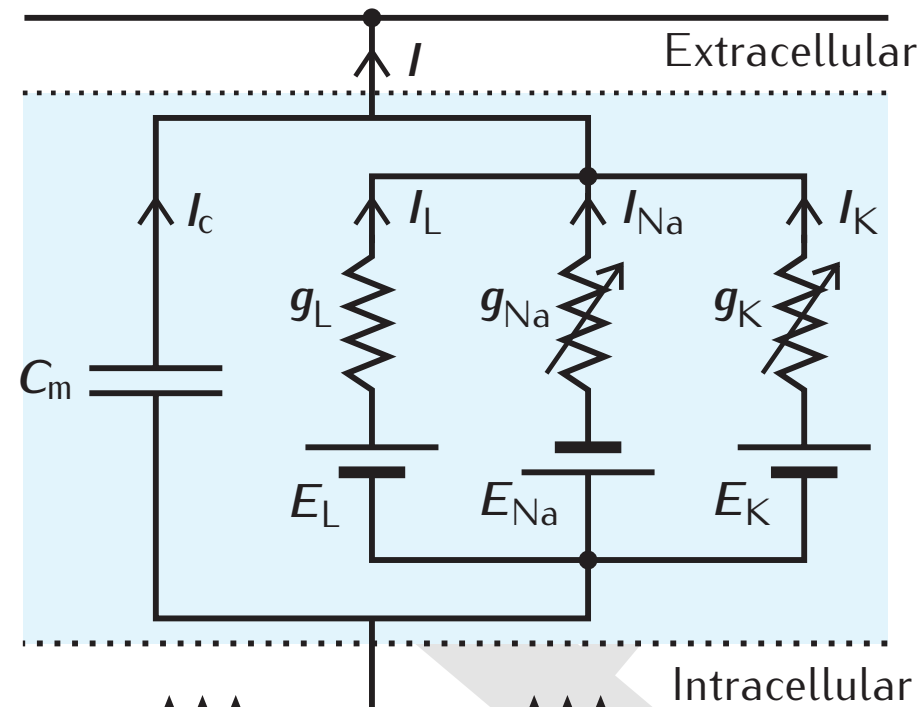 I
Extracellular
Ic
IL
INa
IK
gL
gNa
gK
Cm
EL
ENa
EK
Intracellular